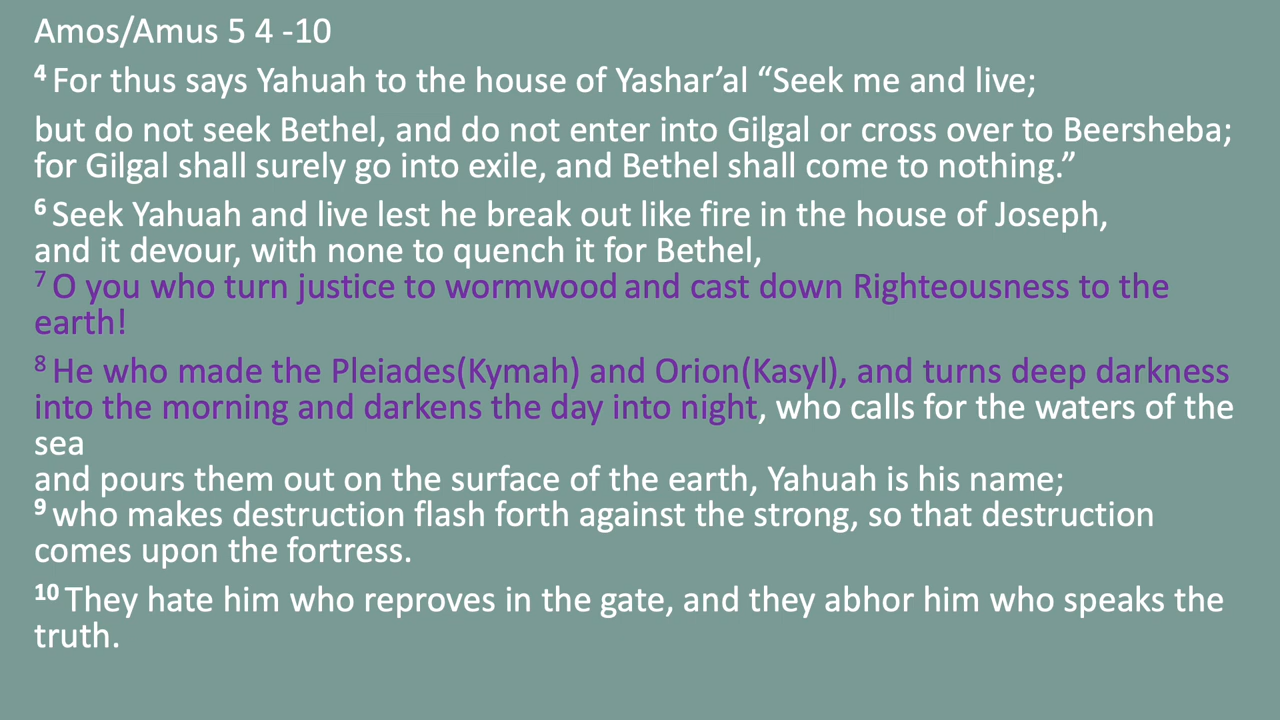 Amos/Amus 5 4 -10
4 For thus says Yahuah to the house of Yashar’al “Seek me and live;
but do not seek Bethel, and do not enter into Gilgal or cross over to Beersheba;
for Gilgal shall surely go into exile, and Bethel shall come to nothing.”
6 Seek Yahuah and live lest he break out like fire in the house of Joseph,
and it devour, with none to quench it for Bethel,
7 O you who turn justice to wormwood and cast down Righteousness to the
earth!
8 He who made the Pleiades(Kymah) and Orion(Kasyl), and turns deep darkness
into the morning and darkens the day into night, who calls for the waters of the
sea
and pours them out on the surface of the earth, Yahuah is his name;
9 who makes destruction flash forth against the strong, so that destruction
comes upon the fortress.
10 They hate him who reproves in the gate, and they abhor him who speaks the
truth.